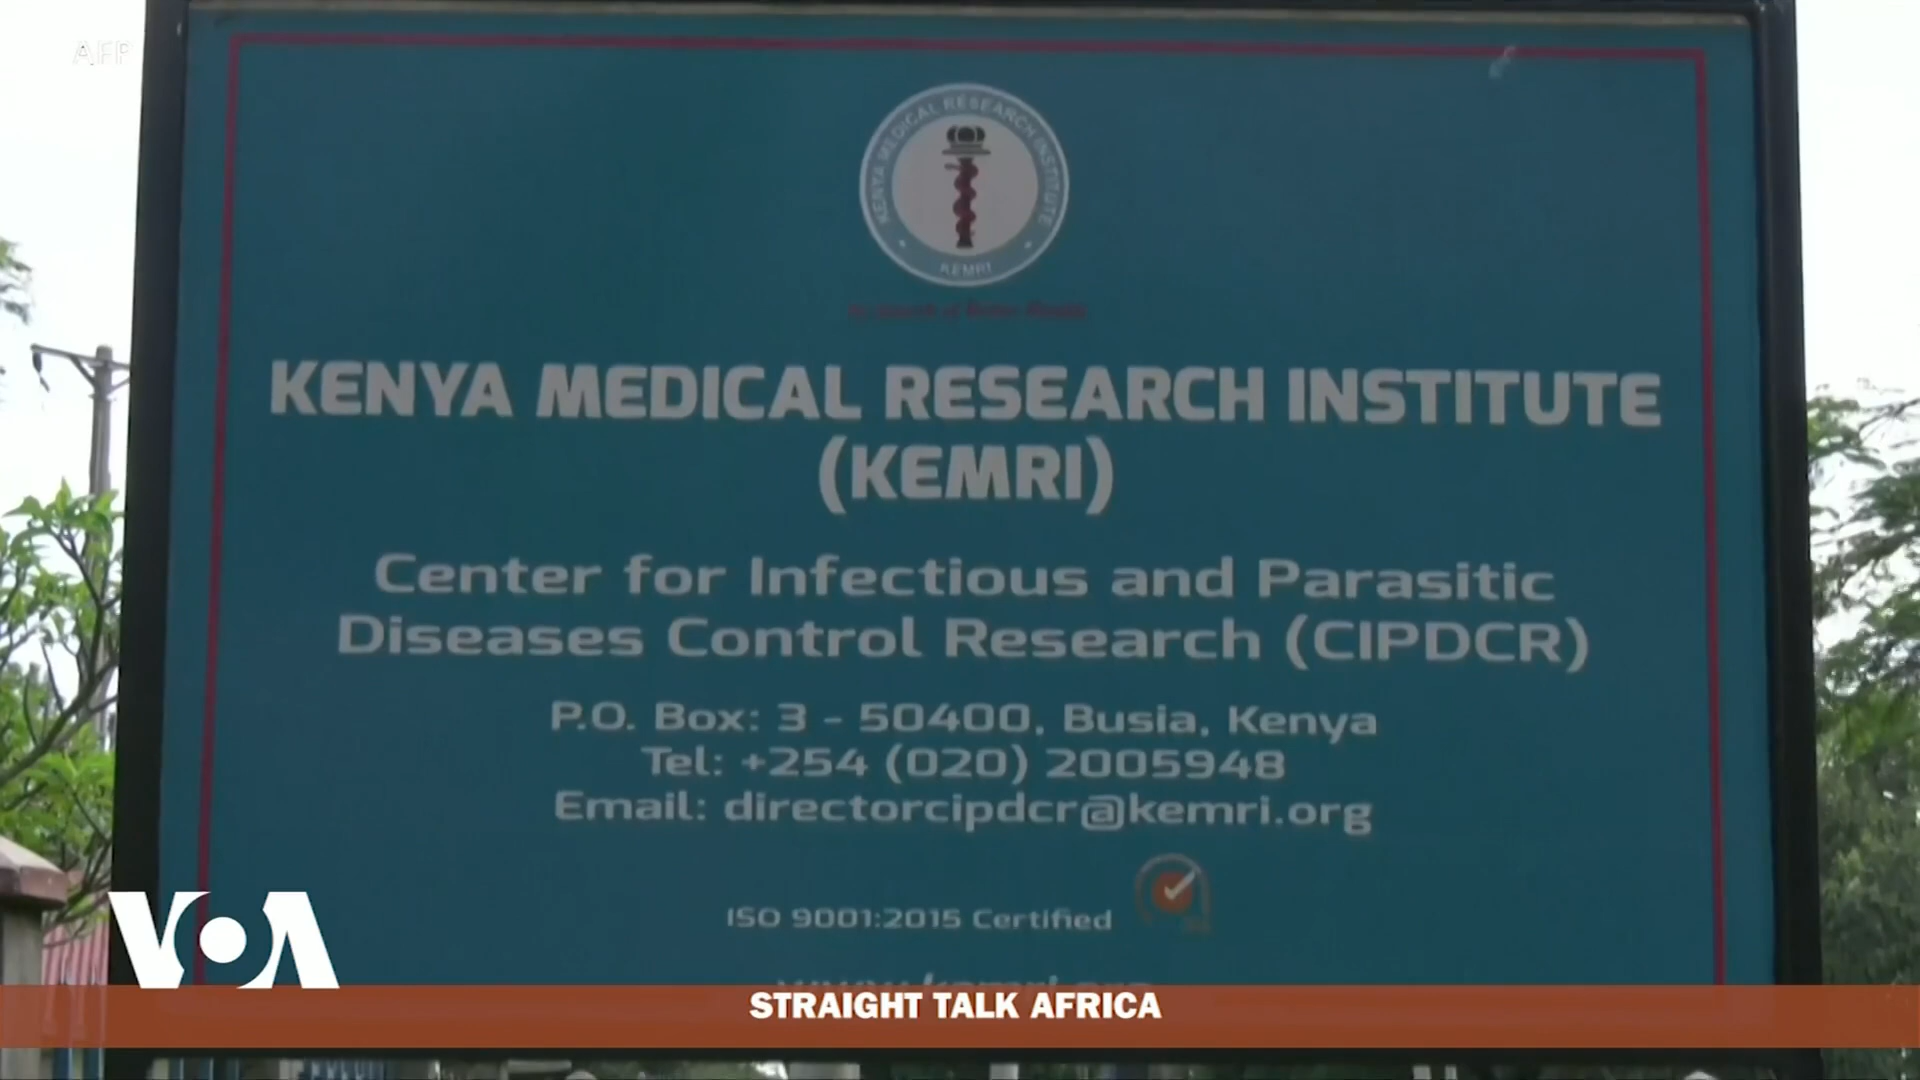 AFP
KENYA MEDICAL RESEARCH INSTITUTE
KEMRI
KENYA MEDICAL RESEARCH INSTITUTE
(KEMRI)
Center for Infectious and Parasitic
Diseases Control Research (CIPDCR)
P.O. Box: 3 - 50400, Busia, Kenya
Tel: +254 (020) 2005948
Email: directorcipdcr@kemri.org
ISO 9001:2015 Certified
VOA
STRAIGHT TALK AFRICA